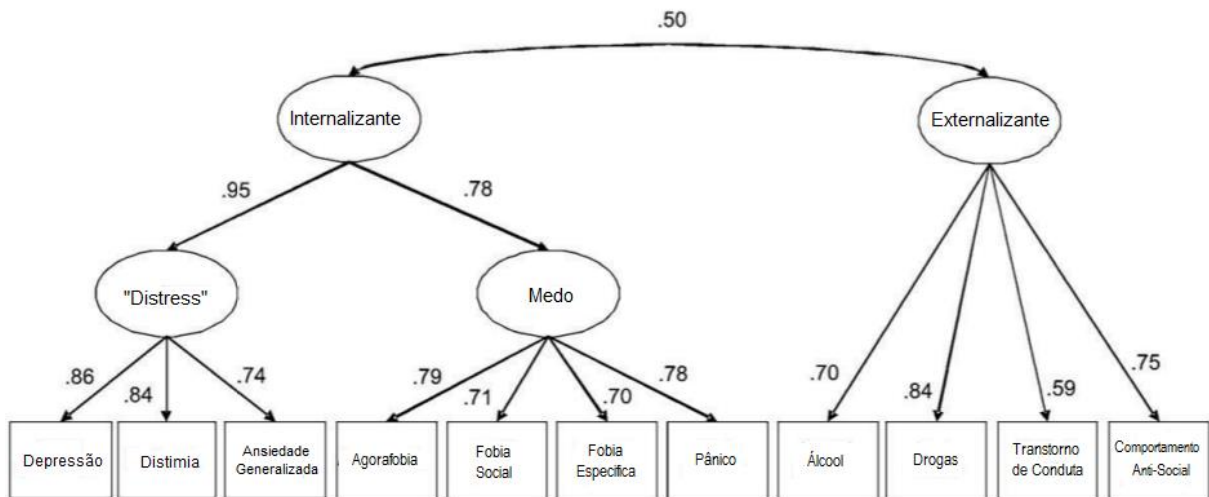 .50
Internalizante
Externalizante
.95
.78
"Distress"
Medo
.86
.84
.74
.79
.71
.70
.78
.70
.84
.59
.75
Depressão
Distimia
Ansiedade
Generalizada
Agorafobia
Fobia
Social
Fobia
Específica
Pânico
Álcool
Drogas
Transtorno
de Conduta
Comportamento
Anti-Social